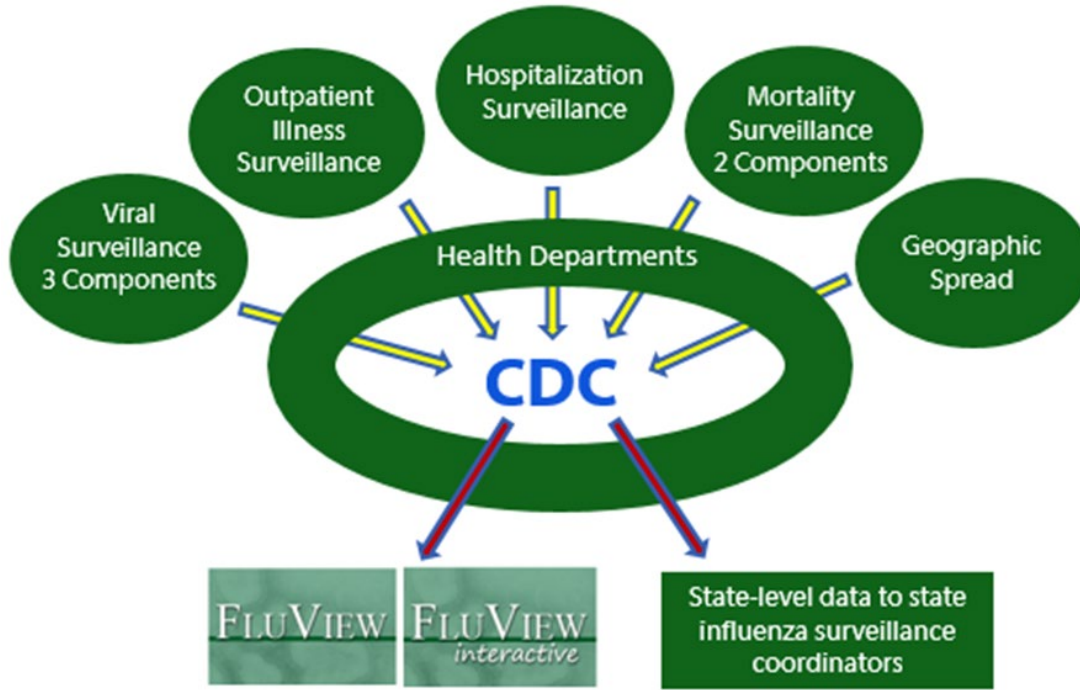 Hospitalization
Surveillance
Outpatient
Illness
Surveillance
Mortality
Surveillance
2 Components
Viral
Surveillance
3 Components
Geographic
Spread
Health Departments
CDC
FLUVIEW
FLUVIEW
interactive
State-level data to state
influenza surveillance
coordinators